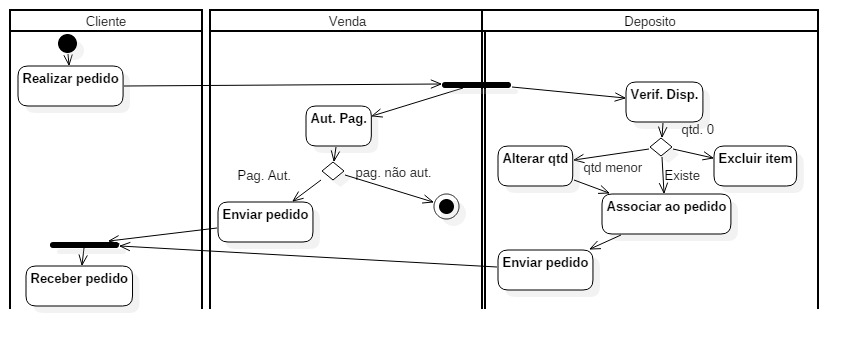 Cliente
Venda
Deposito
Realizar pedido
Verif. Disp.
Aut. Pag.
qtd. 0
Alterar qtd
qtd menor
Excluir item
Pag. Aut.
pag. não aut.
Existe
Enviar pedido
Associar ao pedido
Enviar pedido
Receber pedido